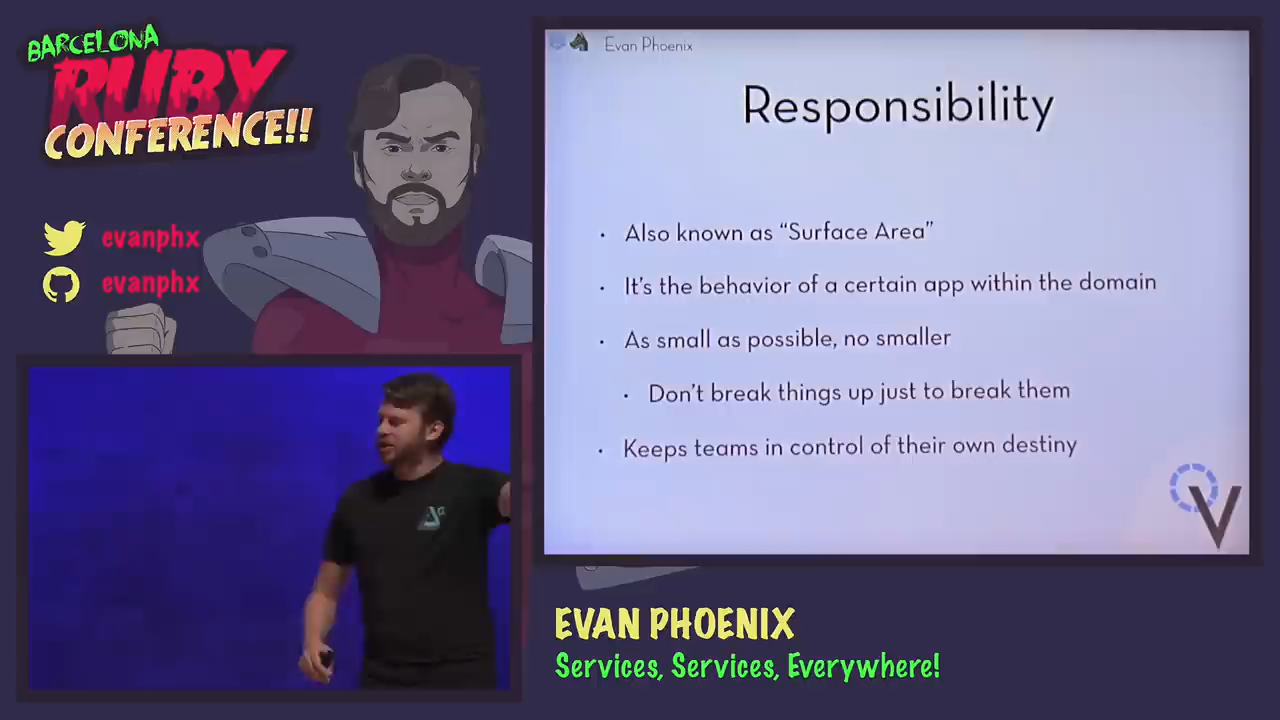 BARCELONA
RUBY
CONFERENCE!!
evanphx
evanphx
Evan Phoenix
Responsibility
• Also known as “Surface Area”
• It’s the behavior of a certain app within the domain
• As small as possible, no smaller
• Don’t break things up just to break them
• Keeps teams in control of their own destiny
V
EVAN PHOENIX
Services, Services, Everywhere!